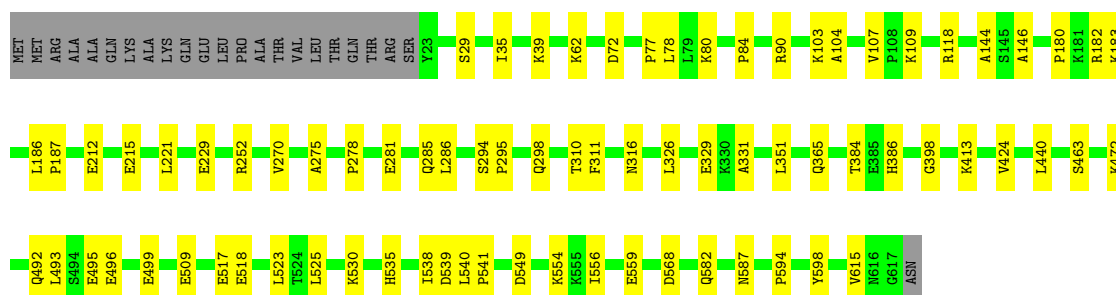 MET MET ARG ALA ALA GLN LYS ALA LYS GLN GLU LEU PRO ALA THR VAL LEU THR GLN THR ARG SER Y23 S29 I35 K39 K62 D72 P77 L78 L79 K80 P84 R90 K103 A104 V107 P108 K109 R118 A144 S145 A146 P180 K181 R182 K183
L186 P187 E212 E215 L221 E229 R252 V270 A275 P278 E281 Q285 L286 S294 P295 Q298 T310 F311 N316 L326 E329 K330 A331 L351 Q365 T384 E385 H386 G398 K413 V424 L440 S463
Q492 L493 S494 E495 E496 E499 E509 E517 E518 L523 T524 L525 K530 H535 I538 D539 L540 P541 D549 K554 K555 I556 E559 D568 Q582 N587 P594 Y598 V615 N616 G617 ASN